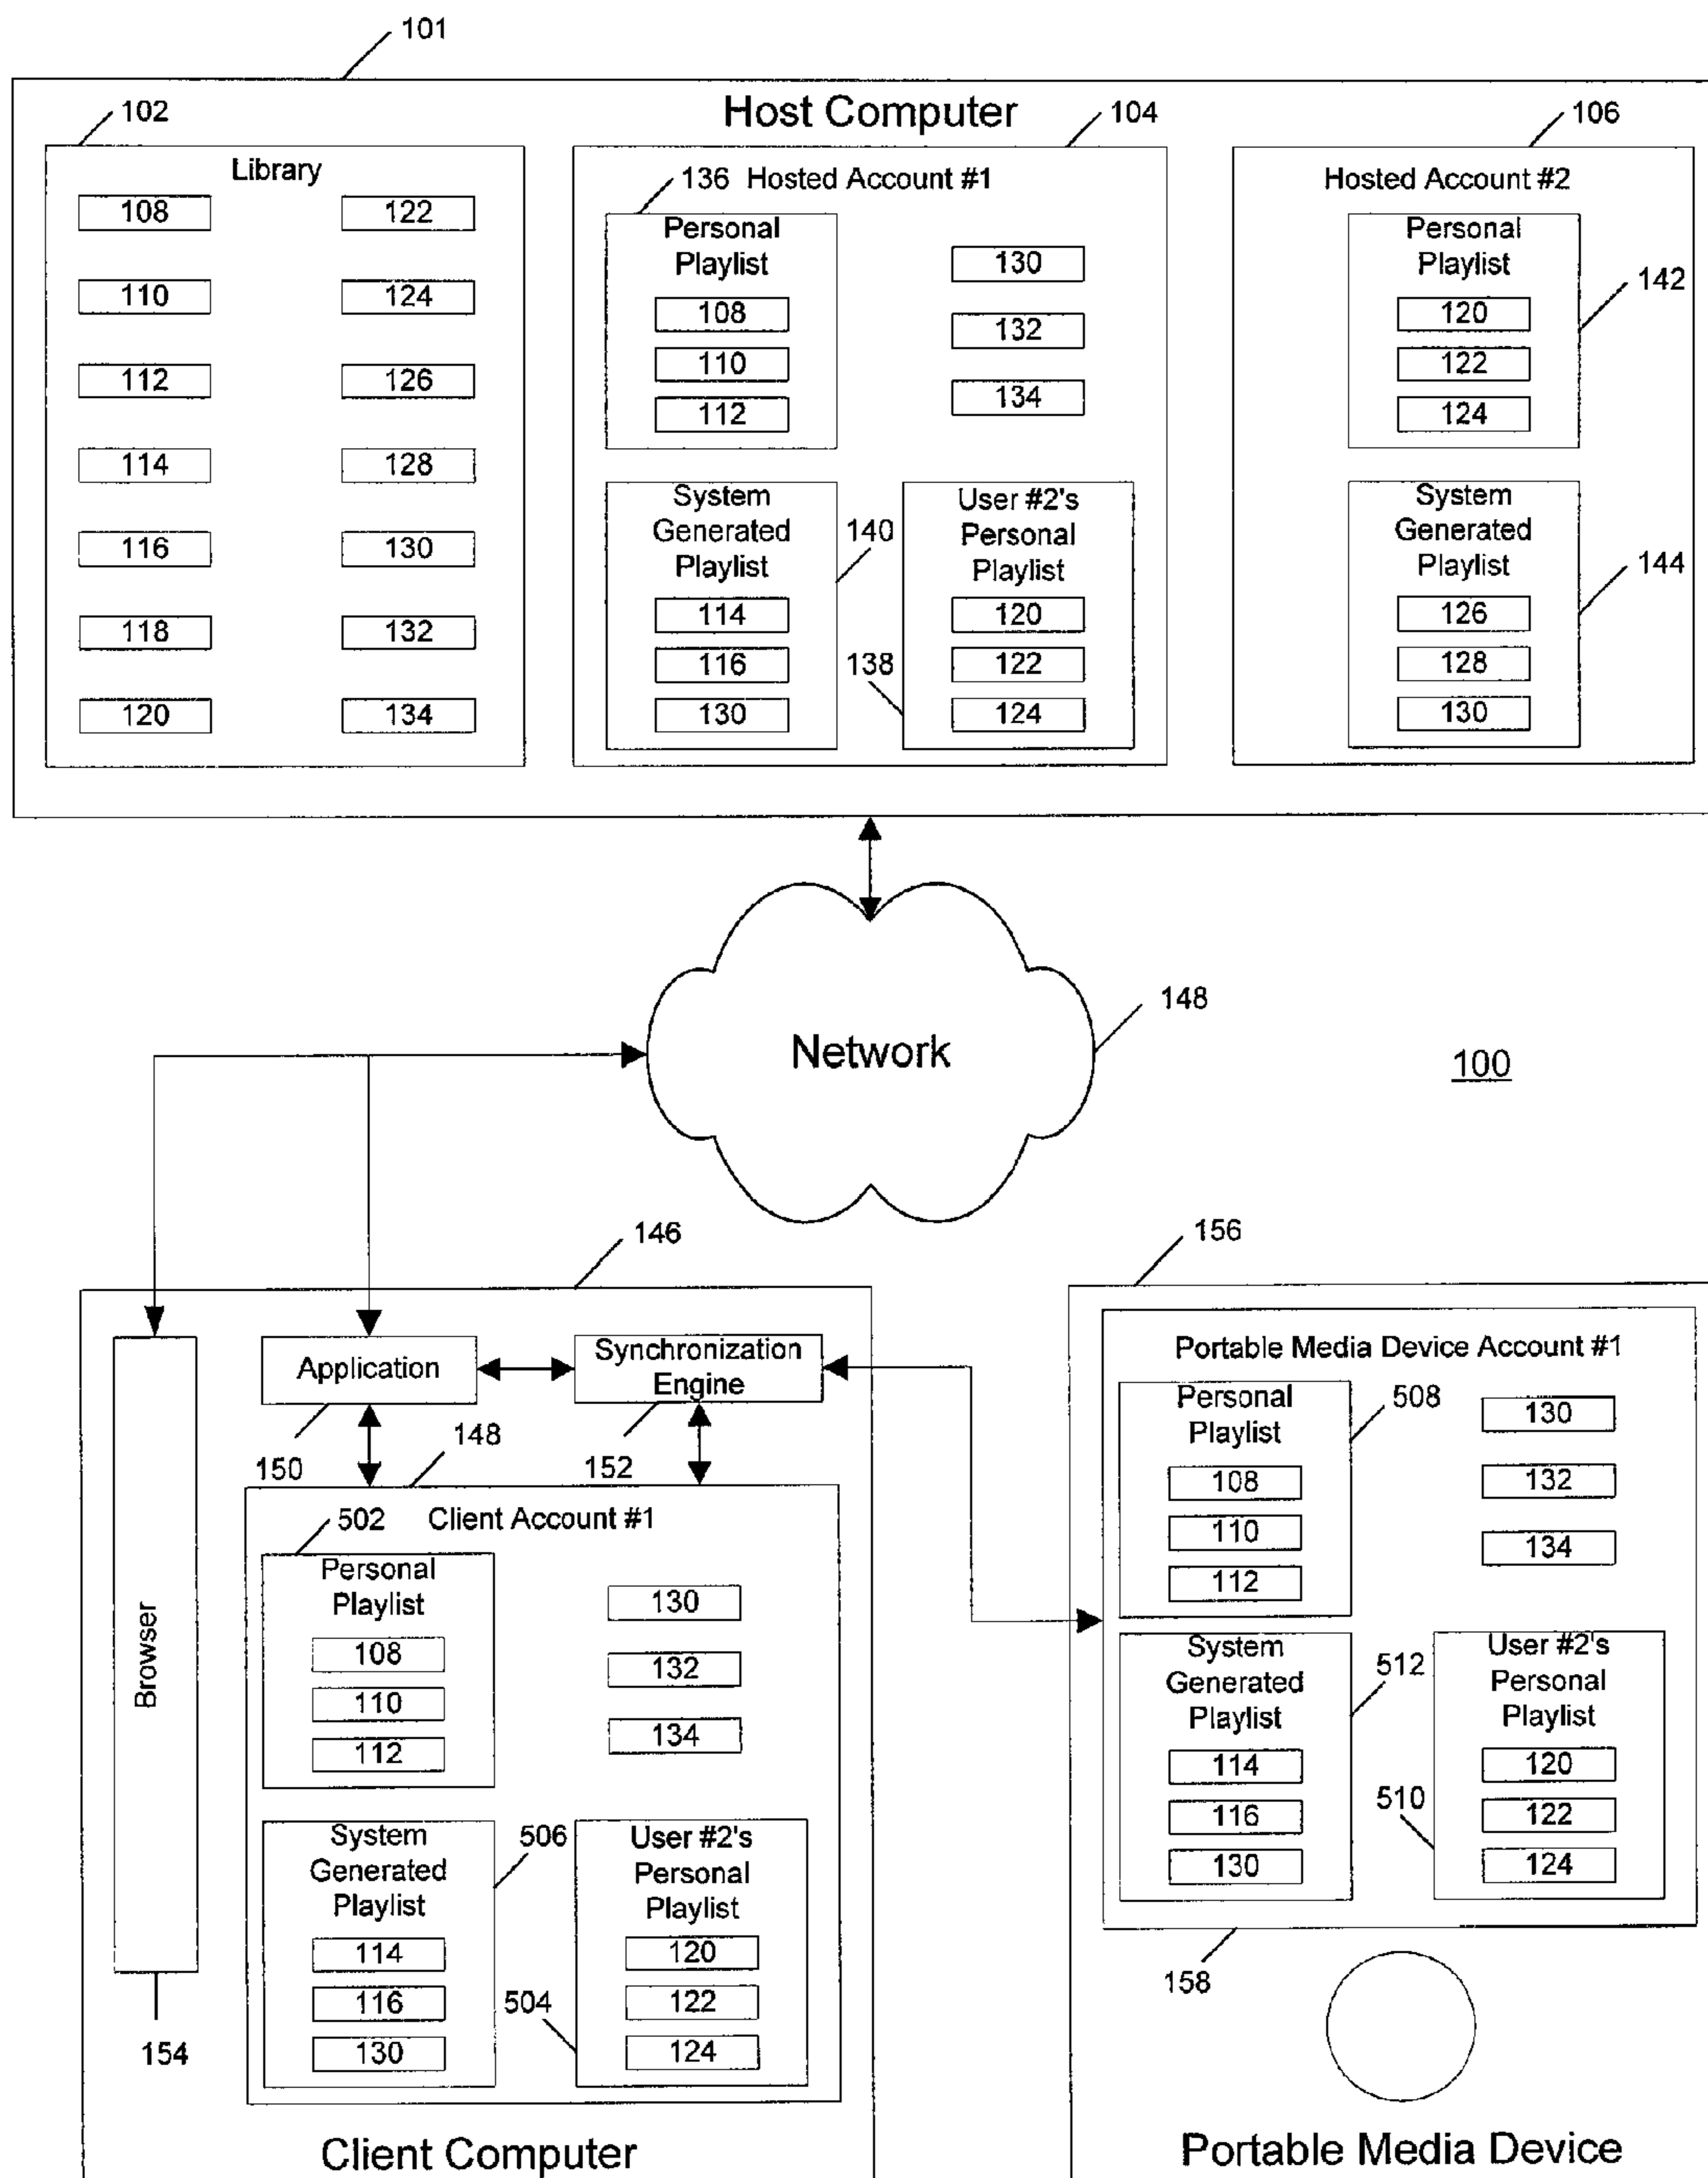 101
Host Computer
102
104
106
Library
108
122
110
124
112
126
114
128
116
130
118
132
120
134
136
Hosted Account #1
Personal
Playlist
108
110
112
130
132
134
System
Generated
Playlist
114
116
130
140
User #2's
Personal
Playlist
120
122
124
138
Hosted Account #2
Personal
Playlist
120
122
124
142
System
Generated
Playlist
126
128
130
144
Network
148
100
146
Browser
154
Application
150
Synchronization
Engine
152
148
Client Account #1
502
Personal
Playlist
108
110
112
130
132
134
System
Generated
Playlist
114
116
130
506
User #2's
Personal
Playlist
120
122
124
504
Client Computer
156
Portable Media Device Account #1
Personal
Playlist
108
110
112
508
130
132
134
System
Generated
Playlist
114
116
130
512
User #2's
Personal
Playlist
120
122
124
510
158
Portable Media Device